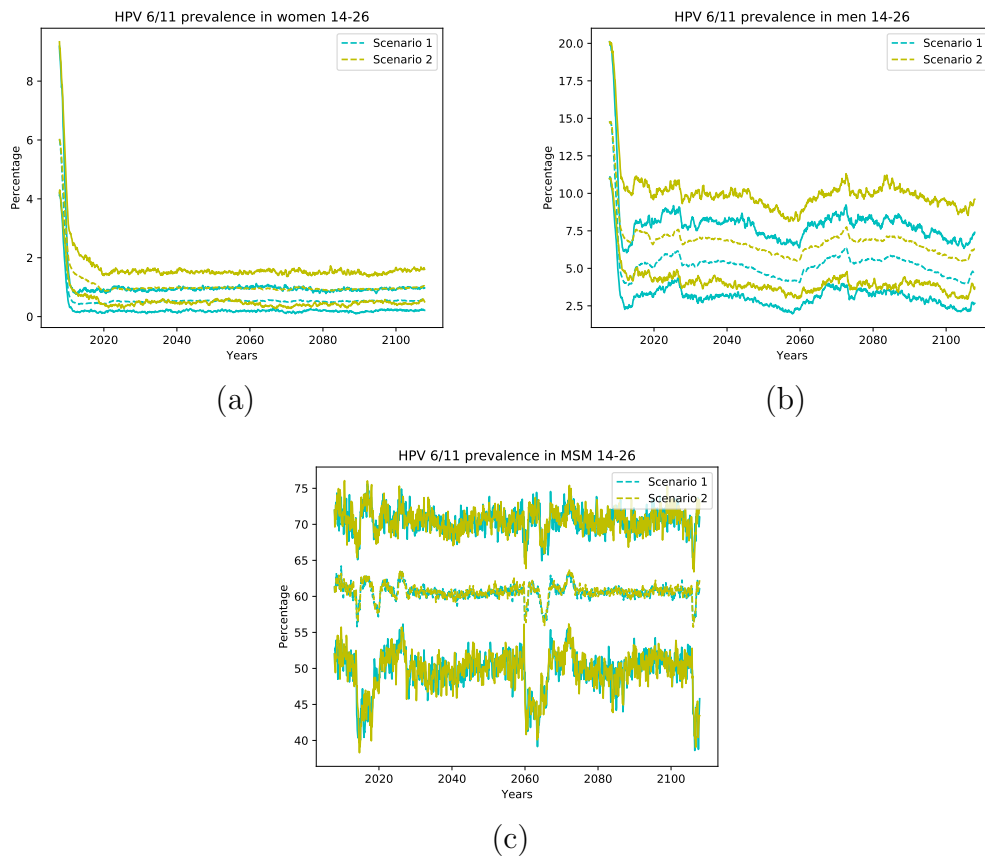 HPV 6/11 prevalence in women 14-26
Percentage
8
6
4
2
0
Scenario 1
Scenario 2
2020 2040 2060 2080 2100
Years
(a)
HPV 6/11 prevalence in men 14-26
Percentage
20.0
17.5
15.0
12.5
10.0
7.5
5.0
2.5
Scenario 1
Scenario 2
2020 2040 2060 2080 2100
Years
(b)
HPV 6/11 prevalence in MSM 14-26
Percentage
75
70
65
60
55
50
45
40
Scenario 1
Scenario 2
2020 2040 2060 2080 2100
Years
(c)